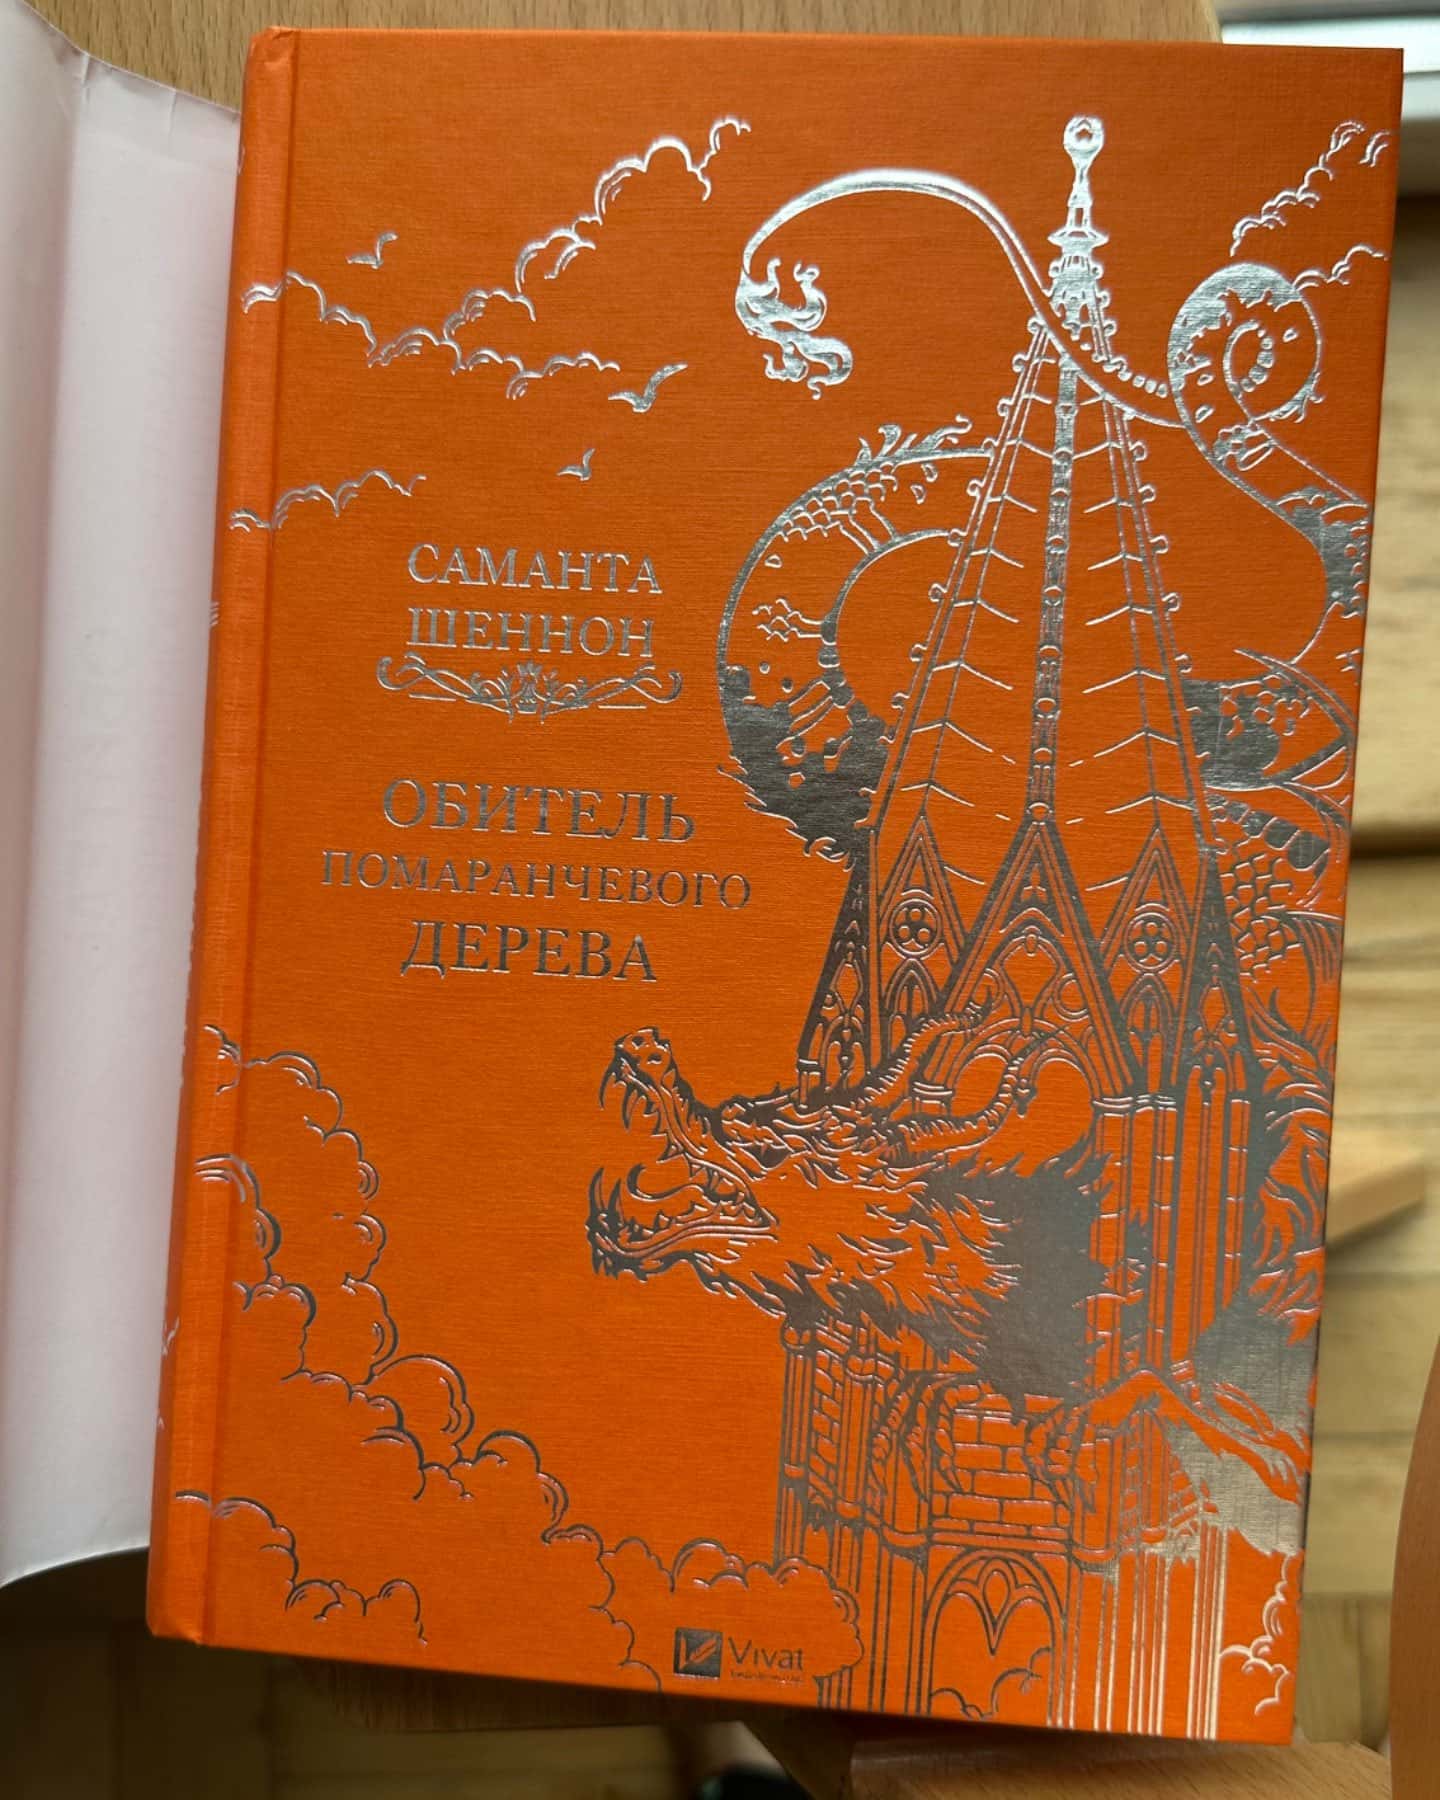 САМАНТА
ШЕННОН
ОБИТЕЛЬ
ПОМАРАНЧЕВОГО
ДЕРЕВА
Vivat